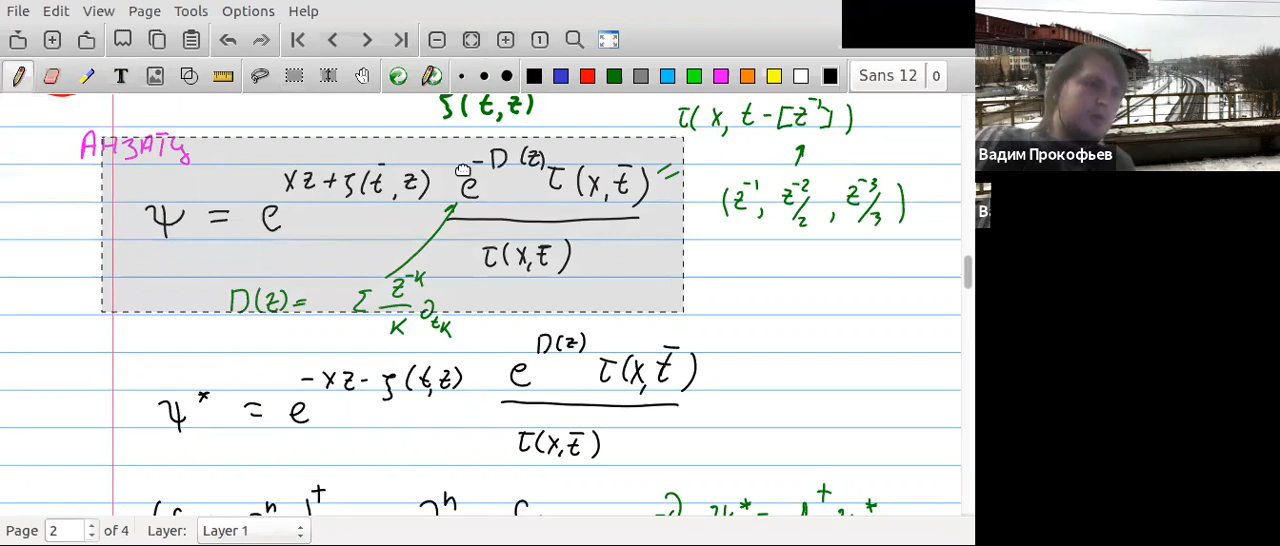 File Edit View Page Tools Options Help
Sans 12 0
ζ(t,z)
τ(x, t-[z⁻¹])
АНЗАТЦ
ψ = e^{xz+ζ(t̄,z)} e^{-D(z)} τ(x,t̄) / τ(x,t̄)
(z⁻¹, z⁻²/2, z⁻³/3)
D(z) = Σ z^{-k}/k ∂_{t_k}
ψ* = e^{-xz-ζ(t,z)} e^{D(z)} τ(x,t̄) / τ(x,t̄)
Page 2 of 4 Layer: Layer 1
Вадим Прокофьев